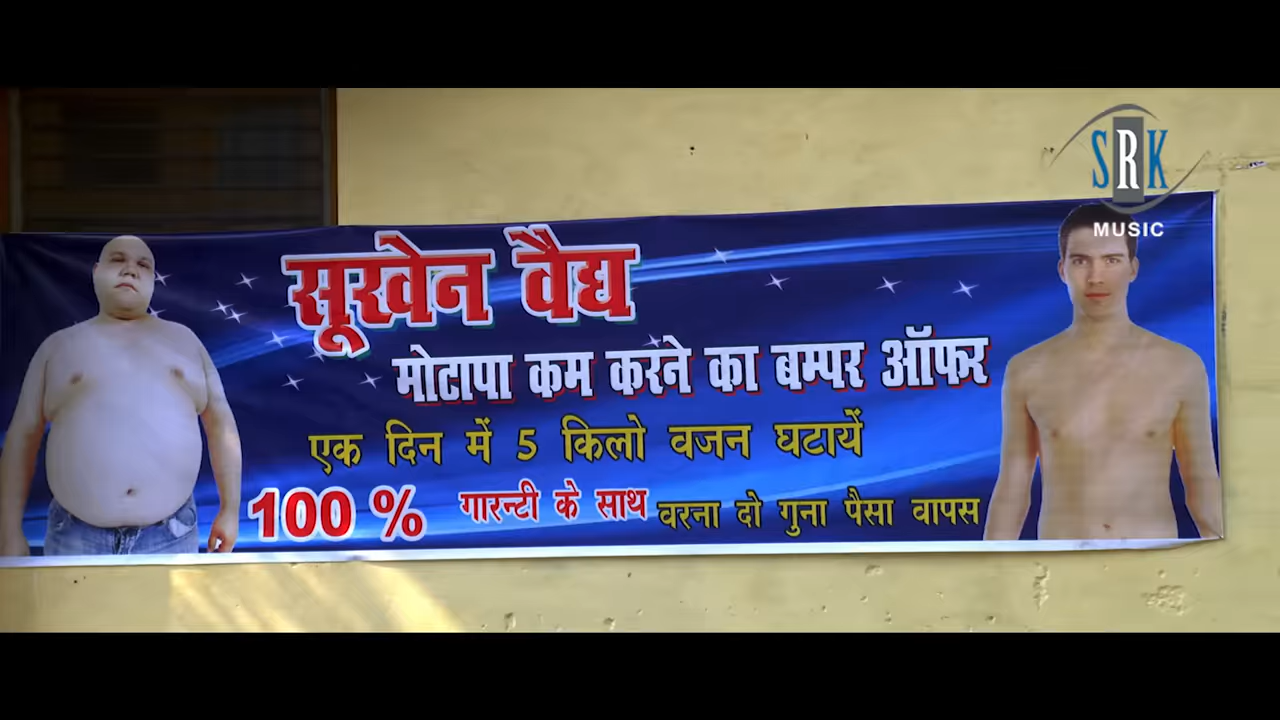 SRK
MUSIC
सूखेन वैद्य
मोटापा कम करने का बम्पर ऑफर
एक दिन में 5 किलो वजन घटायें
100 % गारन्टी के साथ वरना दो गुना पैसा वापस